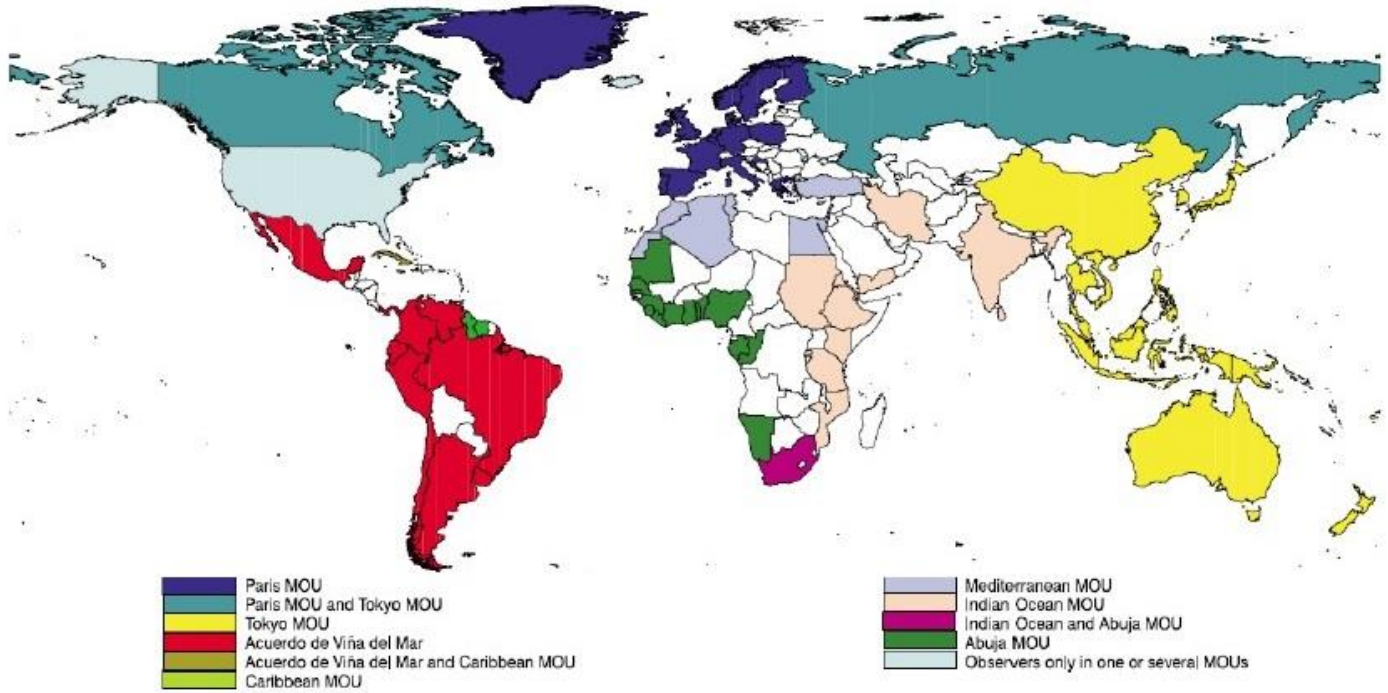 Paris MOU
Paris MOU and Tokyo MOU
Tokyo MOU
Acuerdo de Viña del Mar
Acuerdo de Viña del Mar and Caribbean MOU
Caribbean MOU
Mediterranean MOU
Indian Ocean MOU
Indian Ocean and Abuja MOU
Abuja MOU
Observers only in one or several MOUs